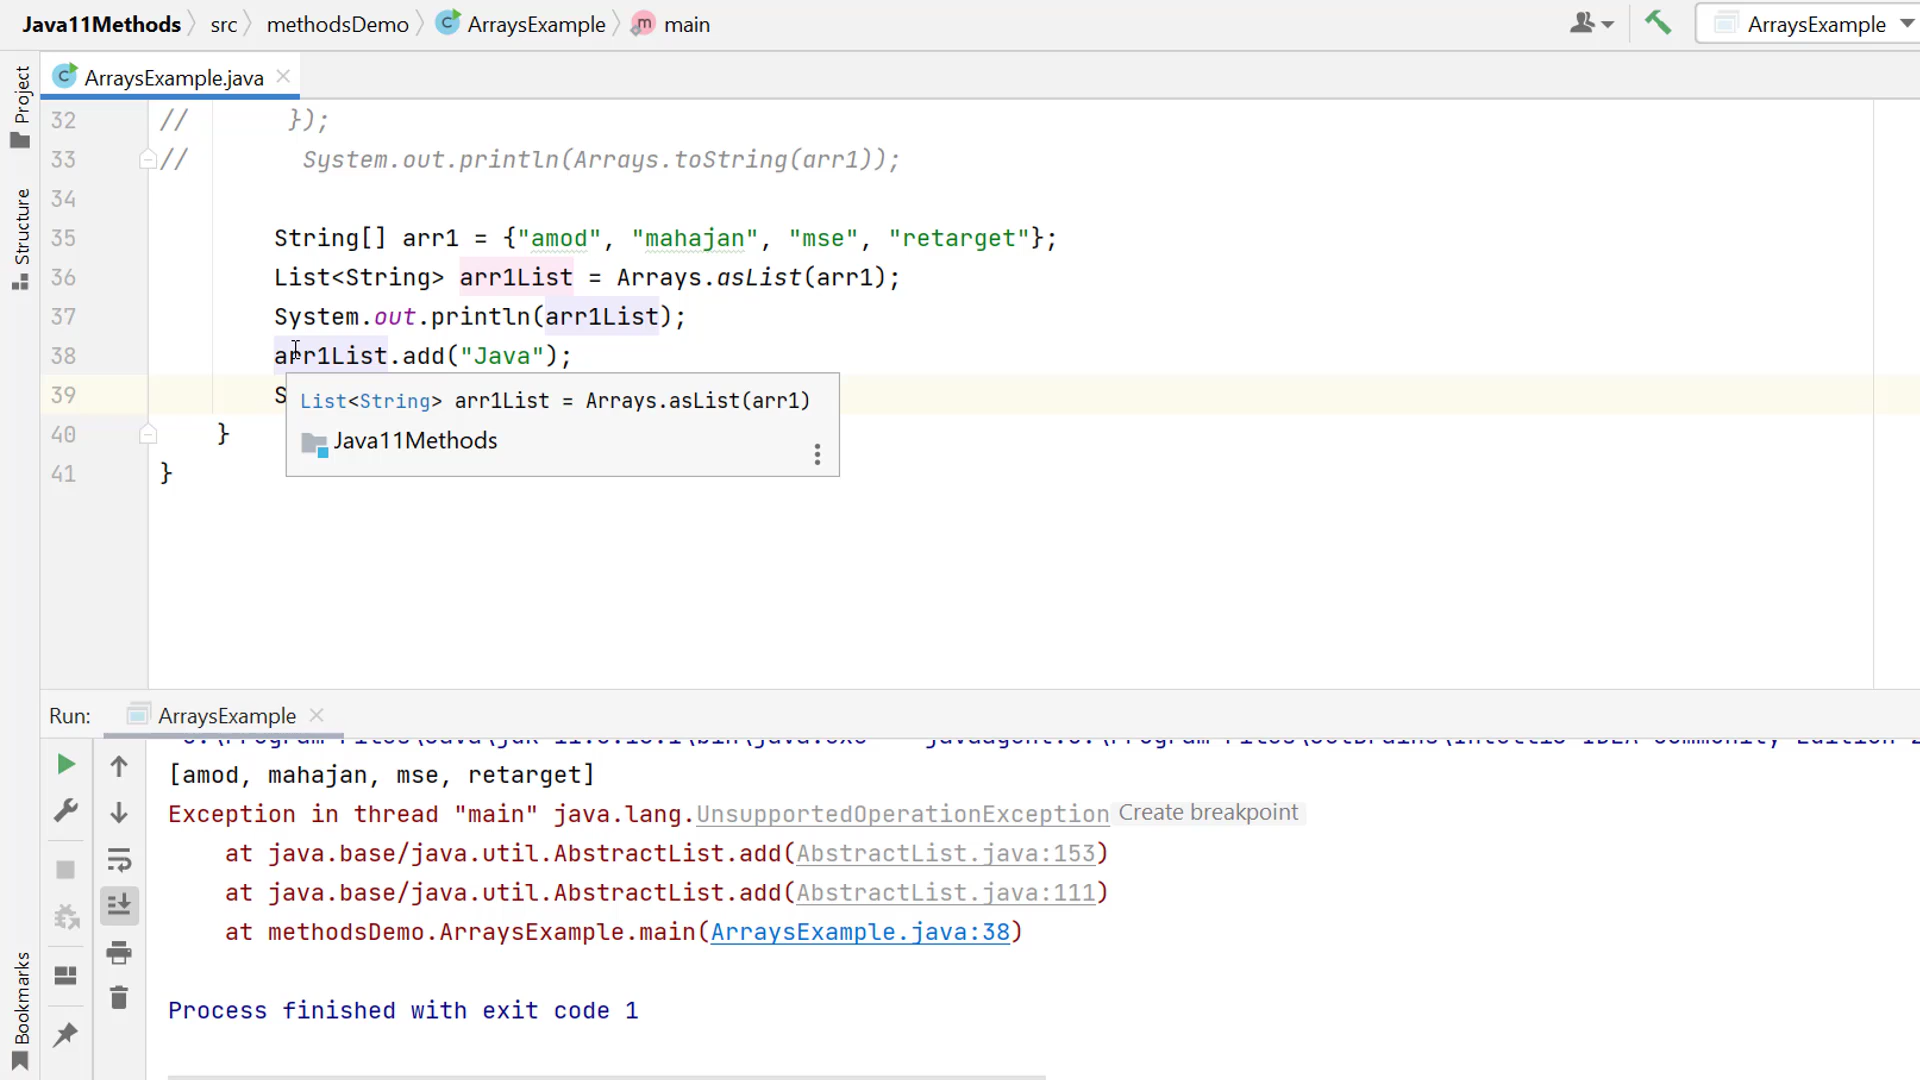 Java11Methods src methodsDemo ArraysExample main ArraysExample
Project
Structure
Bookmarks
ArraysExample.java
32 // });
33 // System.out.println(Arrays.toString(arr1));
34
35 String[] arr1 = {"amod", "mahajan", "mse", "retarget"};
36 List<String> arr1List = Arrays.asList(arr1);
37 System.out.println(arr1List);
38 arr1List.add("Java");
39 S
List<String> arr1List = Arrays.asList(arr1)
Java11Methods
40 }
41 }
Run: ArraysExample
[amod, mahajan, mse, retarget]
Exception in thread "main" java.lang.UnsupportedOperationException Create breakpoint
at java.base/java.util.AbstractList.add(AbstractList.java:153)
at java.base/java.util.AbstractList.add(AbstractList.java:111)
at methodsDemo.ArraysExample.main(ArraysExample.java:38)
Process finished with exit code 1